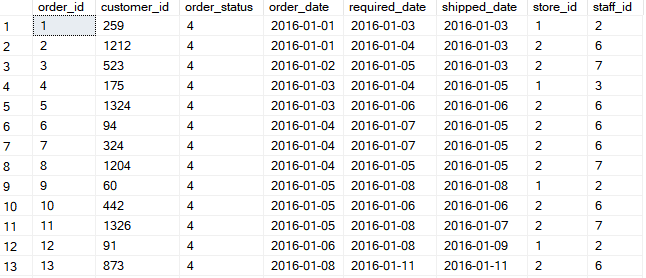 order_id customer_id order_status order_date required_date shipped_date store_id staff_id
1 1 259 4 2016-01-01 2016-01-03 2016-01-03 1 2
2 2 1212 4 2016-01-01 2016-01-04 2016-01-03 2 6
3 3 523 4 2016-01-02 2016-01-05 2016-01-03 2 7
4 4 175 4 2016-01-03 2016-01-04 2016-01-05 1 3
5 5 1324 4 2016-01-03 2016-01-06 2016-01-06 2 6
6 6 94 4 2016-01-04 2016-01-07 2016-01-05 2 6
7 7 324 4 2016-01-04 2016-01-07 2016-01-05 2 6
8 8 1204 4 2016-01-04 2016-01-05 2016-01-05 2 7
9 9 60 4 2016-01-05 2016-01-08 2016-01-08 1 2
10 10 442 4 2016-01-05 2016-01-06 2016-01-06 2 6
11 11 1326 4 2016-01-05 2016-01-08 2016-01-07 2 7
12 12 91 4 2016-01-06 2016-01-08 2016-01-09 1 2
13 13 873 4 2016-01-08 2016-01-11 2016-01-11 2 6